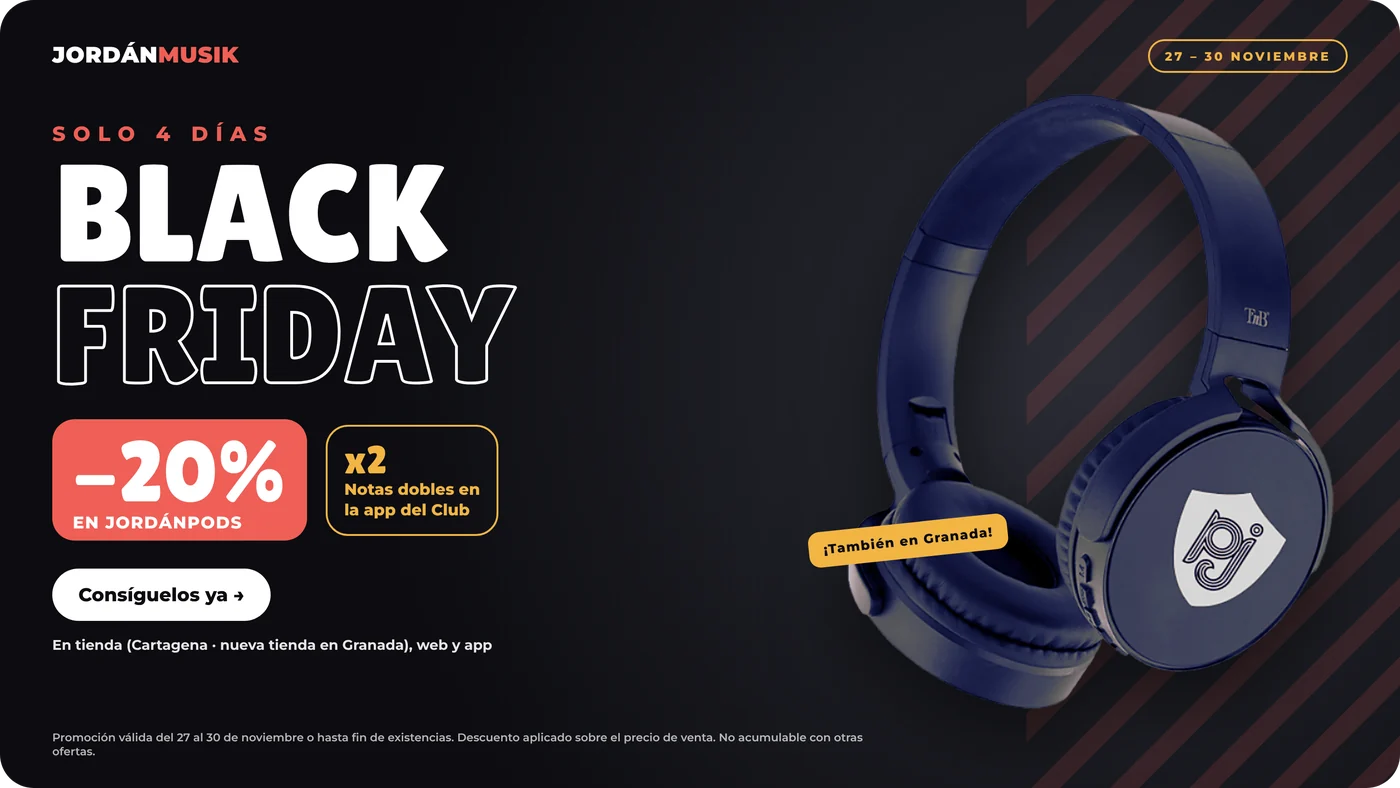 JORDÁNMUSIK
27 – 30 NOVIEMBRE
SOLO 4 DÍAS
BLACK
FRIDAY
–20%
EN JORDÁNPODS
x2
Notas dobles en
la app del Club
Consíguelos ya →
En tienda (Cartagena · nueva tienda en Granada), web y app
TnB
¡También en Granada!
pj
Promoción válida del 27 al 30 de noviembre o hasta fin de existencias. Descuento aplicado sobre el precio de venta. No acumulable con otras
ofertas.